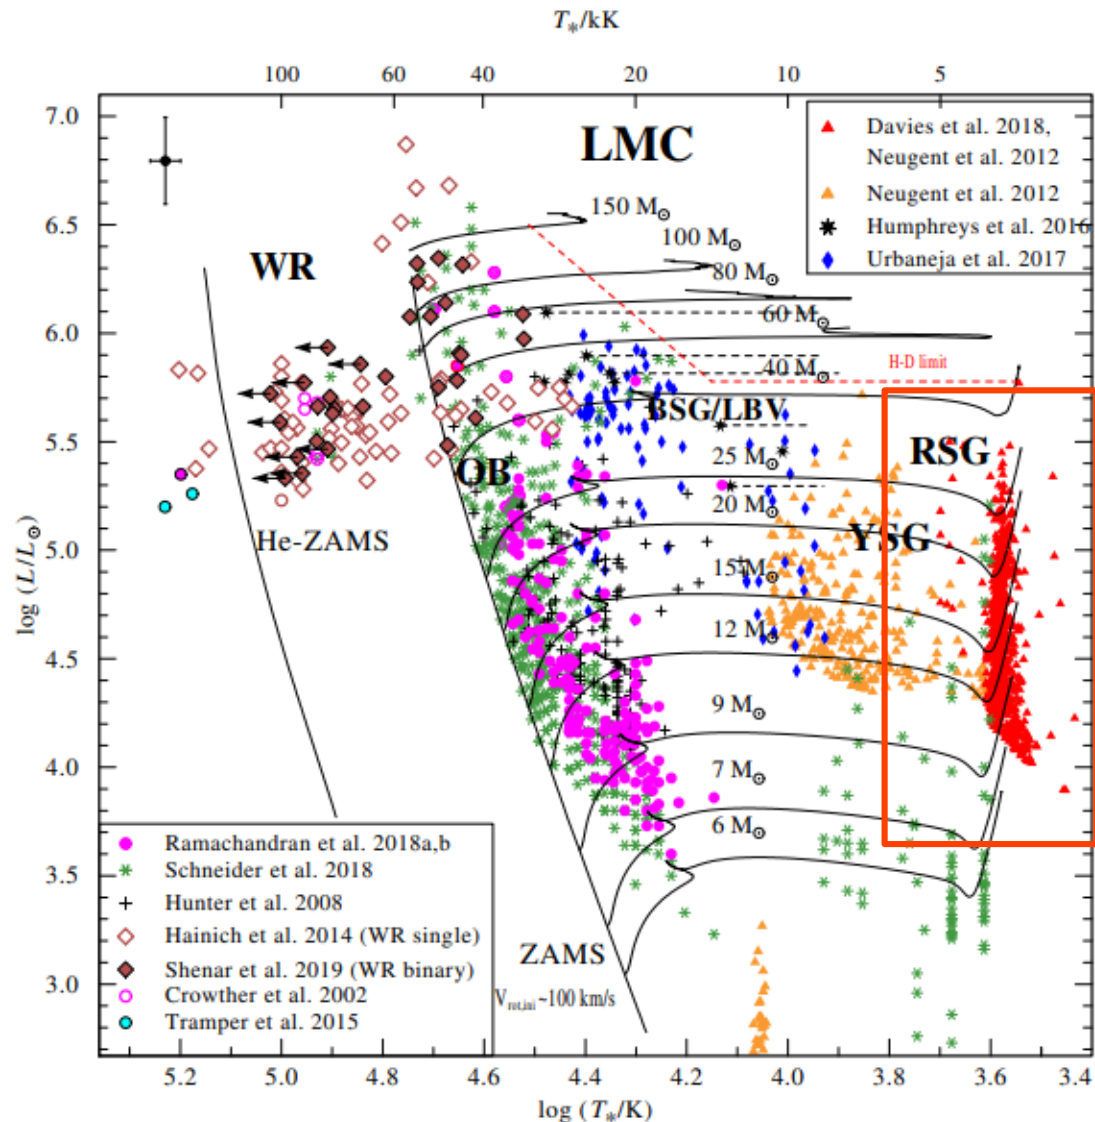 T*/kK
100 60 40 20 10 5
7.0
LMC
Davies et al. 2018,
Neugent et al. 2012
Neugent et al. 2012
Humphreys et al. 2016
Urbaneja et al. 2017
6.5
150 M⊙
100 M⊙
WR
80 M⊙
60 M⊙
6.0
H-D limit
40 M⊙
BSG/LBV
5.5
OB
25 M⊙
RSG
20 M⊙
He-ZAMS
YSG
5.0
15 M⊙
log (L/L⊙)
12 M⊙
4.5
9 M⊙
4.0
7 M⊙
6 M⊙
Ramachandran et al. 2018a,b
Schneider et al. 2018
Hunter et al. 2008
Hainich et al. 2014 (WR single)
Shenar et al. 2019 (WR binary)
Crowther et al. 2002
Tramper et al. 2015
3.5
ZAMS
3.0
Vrot,ini ~100 km/s
5.2 5.0 4.8 4.6 4.4 4.2 4.0 3.8 3.6 3.4
log (T*/K)